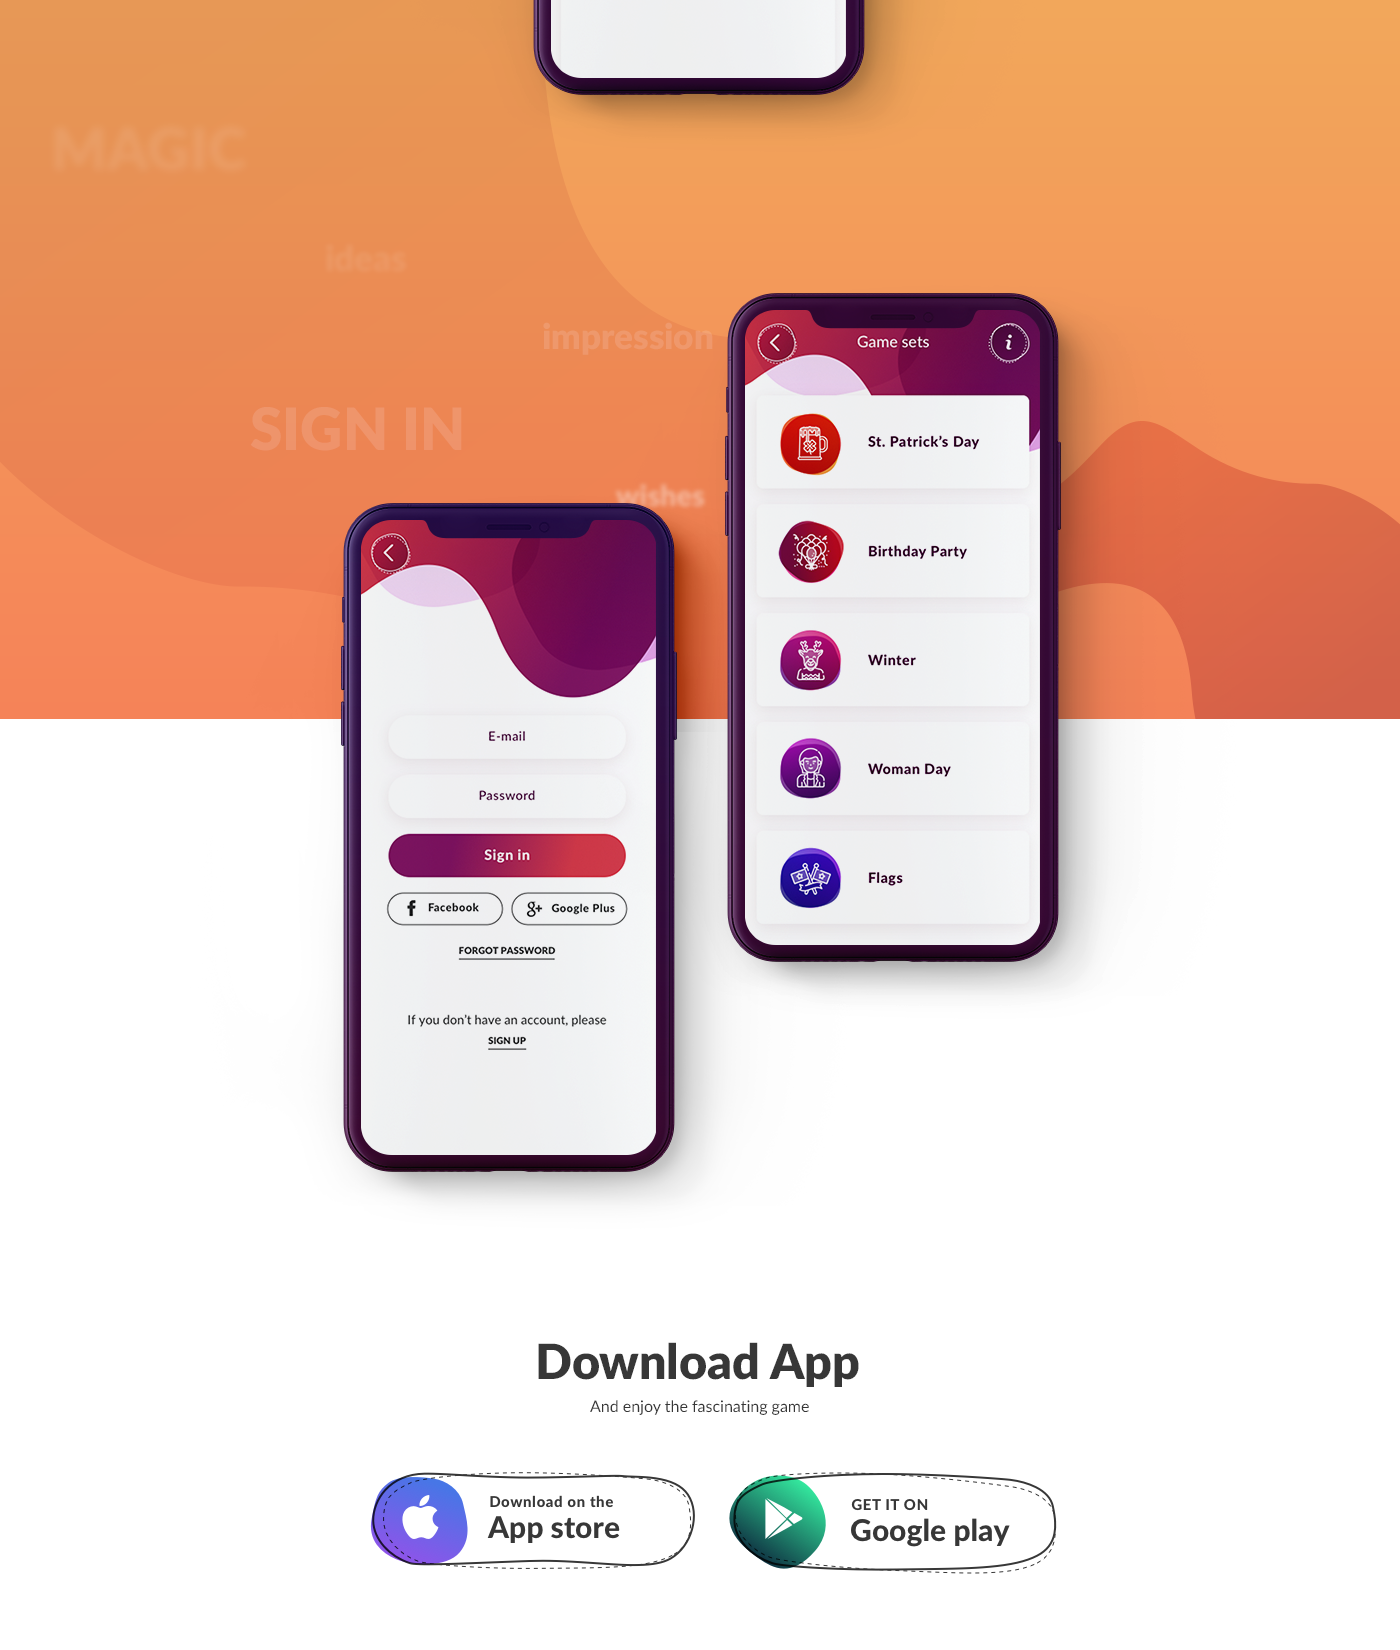 MAGIC
ideas
impression
SIGN IN
wishes
Game sets
i
St. Patrick's Day
Birthday Party
Winter
Woman Day
Flags
E-mail
Password
Sign in
f Facebook
g+ Google Plus
FORGOT PASSWORD
If you don't have an account, please
SIGN UP
Download App
And enjoy the fascinating game
Download on the
App store
GET IT ON
Google play